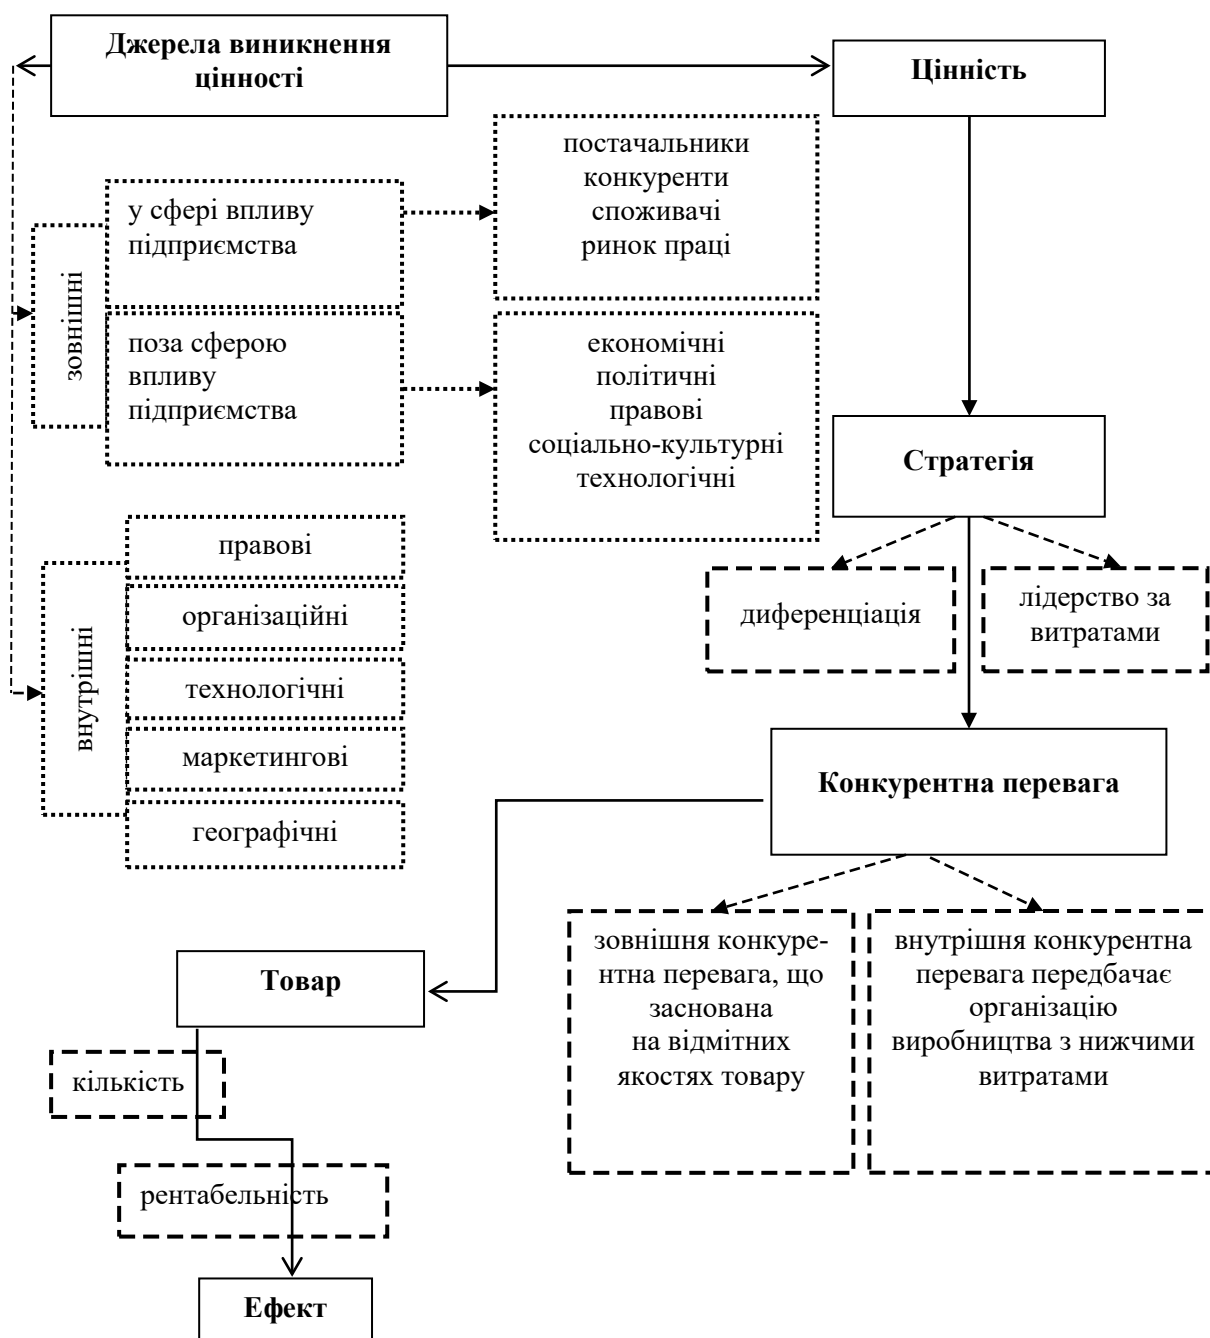 Джерела виникнення
цінності
Цінність
постачальники
конкуренти
споживачі
ринок праці
у сфері впливу
підприємства
зовнішні
поза сферою
впливу
підприємства
економічні
політичні
правові
соціально-культурні
технологічні
Стратегія
правові
організаційні
технологічні
маркетингові
географічні
внутрішні
диференціація
лідерство за
витратами
Конкурентна перевага
зовнішня конкуре-
нтна перевага, що
заснована
на відмітних
якостях товару
внутрішня конкурентна
перевага передбачає
організацію
виробництва з нижчими
витратами
Товар
кількість
рентабельність
Ефект